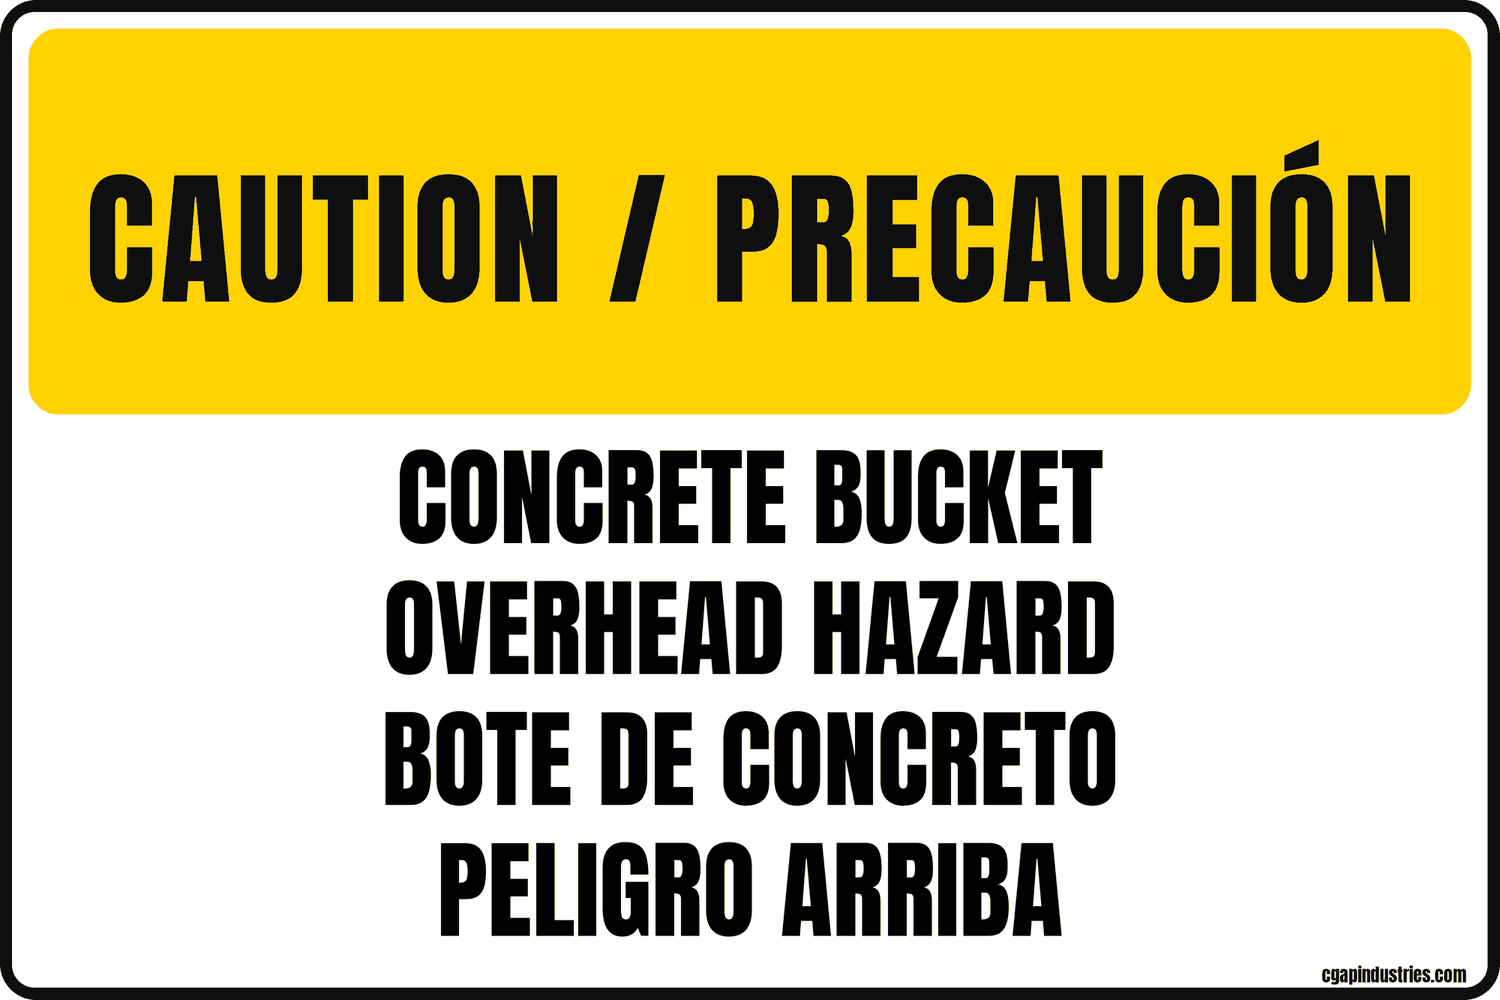 CAUTION / PRECAUCIÓN
CONCRETE BUCKET
OVERHEAD HAZARD
BOTE DE CONCRETO
PELIGRO ARRIBA
cgapindustries.com